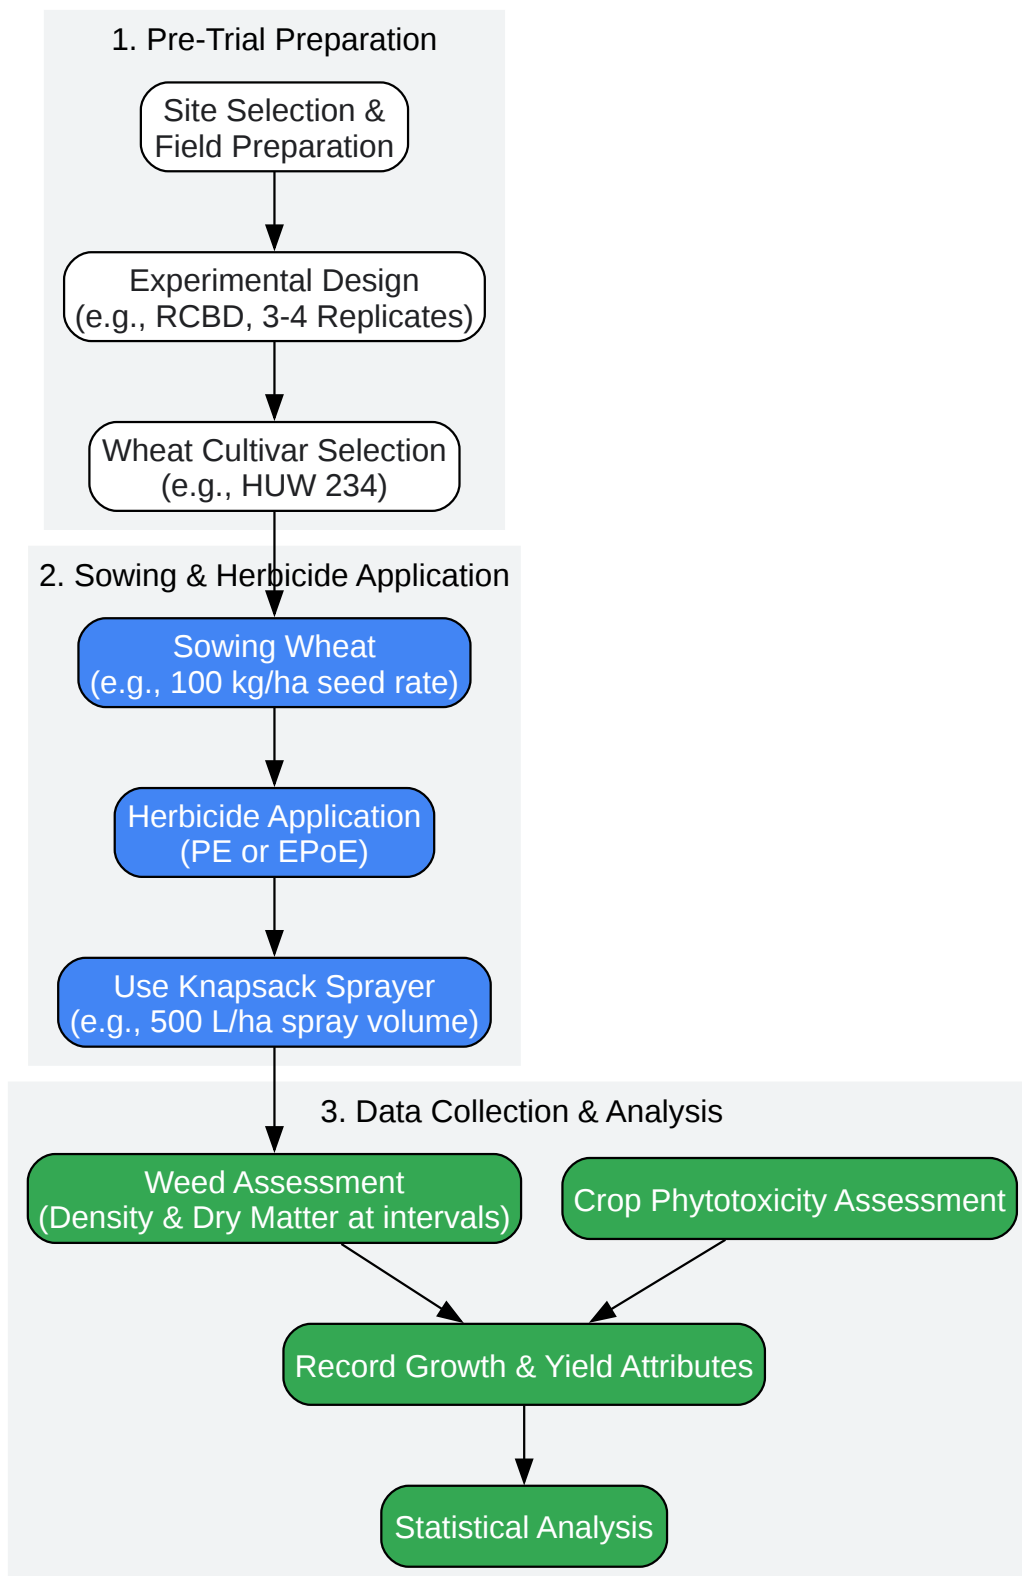 1. Pre-Trial Preparation
Site Selection &
Field Preparation
Experimental Design
(e.g., RCBD, 3-4 Replicates)
Wheat Cultivar Selection
(e.g., HUW 234)
2. Sowing & Herbicide Application
Sowing Wheat
(e.g., 100 kg/ha seed rate)
Herbicide Application
(PE or EPoE)
Use Knapsack Sprayer
(e.g., 500 L/ha spray volume)
3. Data Collection & Analysis
Weed Assessment
(Density & Dry Matter at intervals)
Crop Phytotoxicity Assessment
Record Growth & Yield Attributes
Statistical Analysis